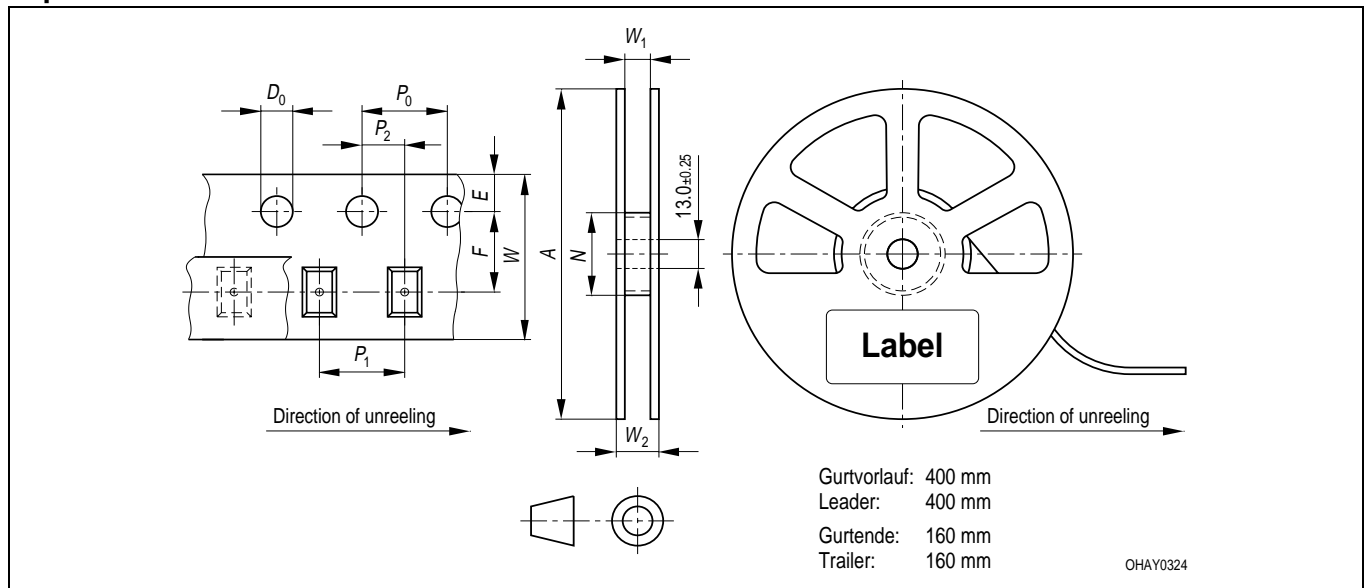 W1
D0
P0
P2
E
F
W
A
N
13.0±0.25
P1
Label
Direction of unreeling
W2
Direction of unreeling
Gurtvorlauf: 400 mm
Leader: 400 mm
Gurtende: 160 mm
Trailer: 160 mm
OHAY0324